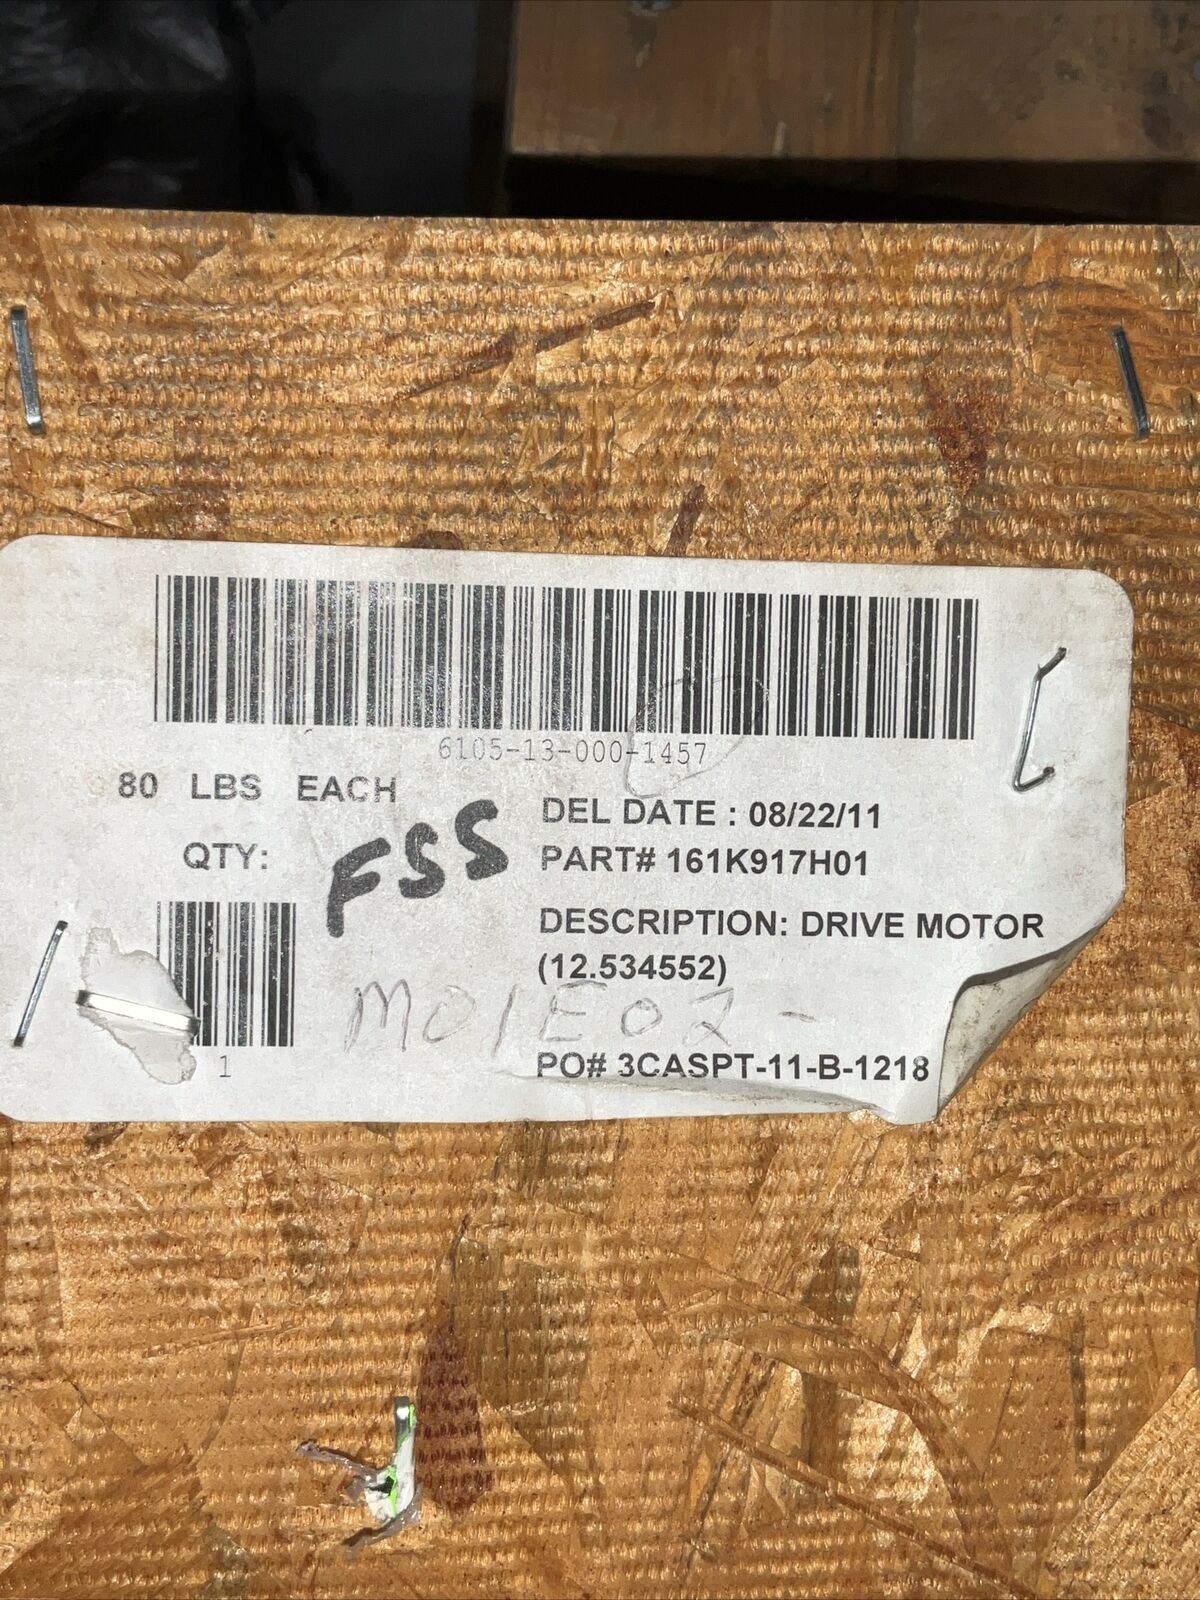 6105-13-000-1457
80 LBS EACH
DEL DATE : 08/22/11
QTY:
FSS
PART# 161K917H01
DESCRIPTION: DRIVE MOTOR
(12.534552)
M01E02-
1
PO# 3CASPT-11-B-1218